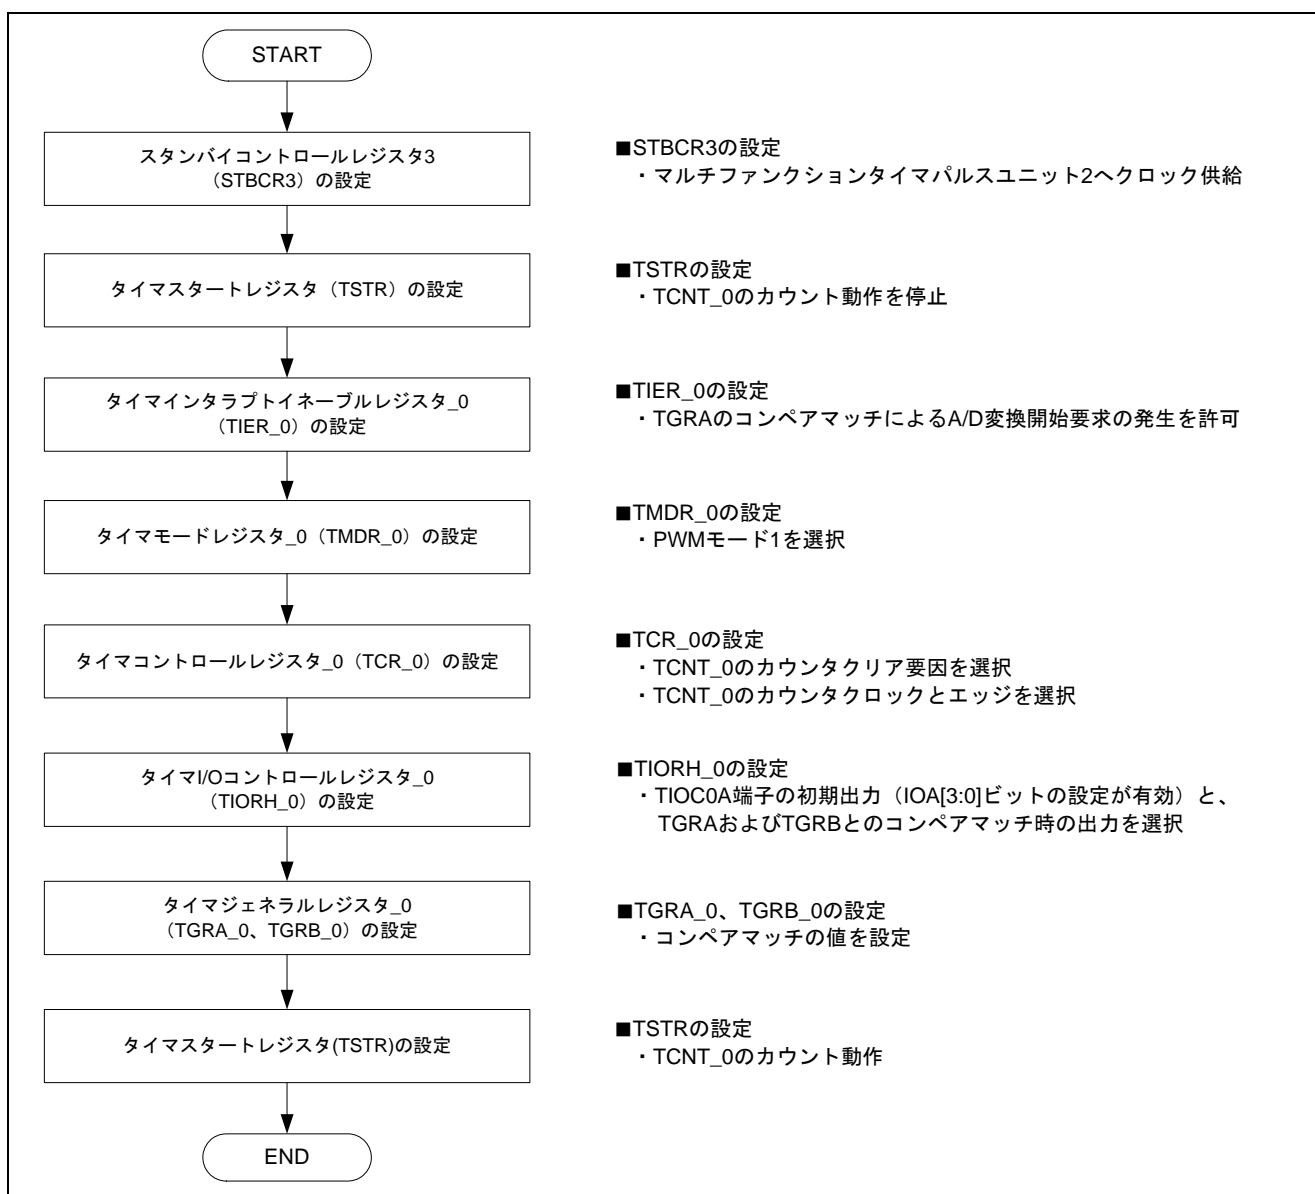 START
スタンバイコントロールレジスタ3
（STBCR3）の設定
■STBCR3の設定
・マルチファンクションタイマパルスユニット2へクロック供給
タイマスタートレジスタ（TSTR）の設定
■TSTRの設定
・TCNT_0のカウント動作を停止
タイマインタラプトイネーブルレジスタ_0
（TIER_0）の設定
■TIER_0の設定
・TGRAのコンペアマッチによるA/D変換開始要求の発生を許可
タイマモードレジスタ_0（TMDR_0）の設定
■TMDR_0の設定
・PWMモード1を選択
タイマコントロールレジスタ_0（TCR_0）の設定
■TCR_0の設定
・TCNT_0のカウンタクリア要因を選択
・TCNT_0のカウンタクロックとエッジを選択
タイマI/Oコントロールレジスタ_0
（TIORH_0）の設定
■TIORH_0の設定
・TIOC0A端子の初期出力（IOA[3:0]ビットの設定が有効）と、
TGRAおよびTGRBとのコンペアマッチ時の出力を選択
タイマジェネラルレジスタ_0
（TGRA_0、TGRB_0）の設定
■TGRA_0、TGRB_0の設定
・コンペアマッチの値を設定
タイマスタートレジスタ(TSTR)の設定
■TSTRの設定
・TCNT_0のカウント動作
END